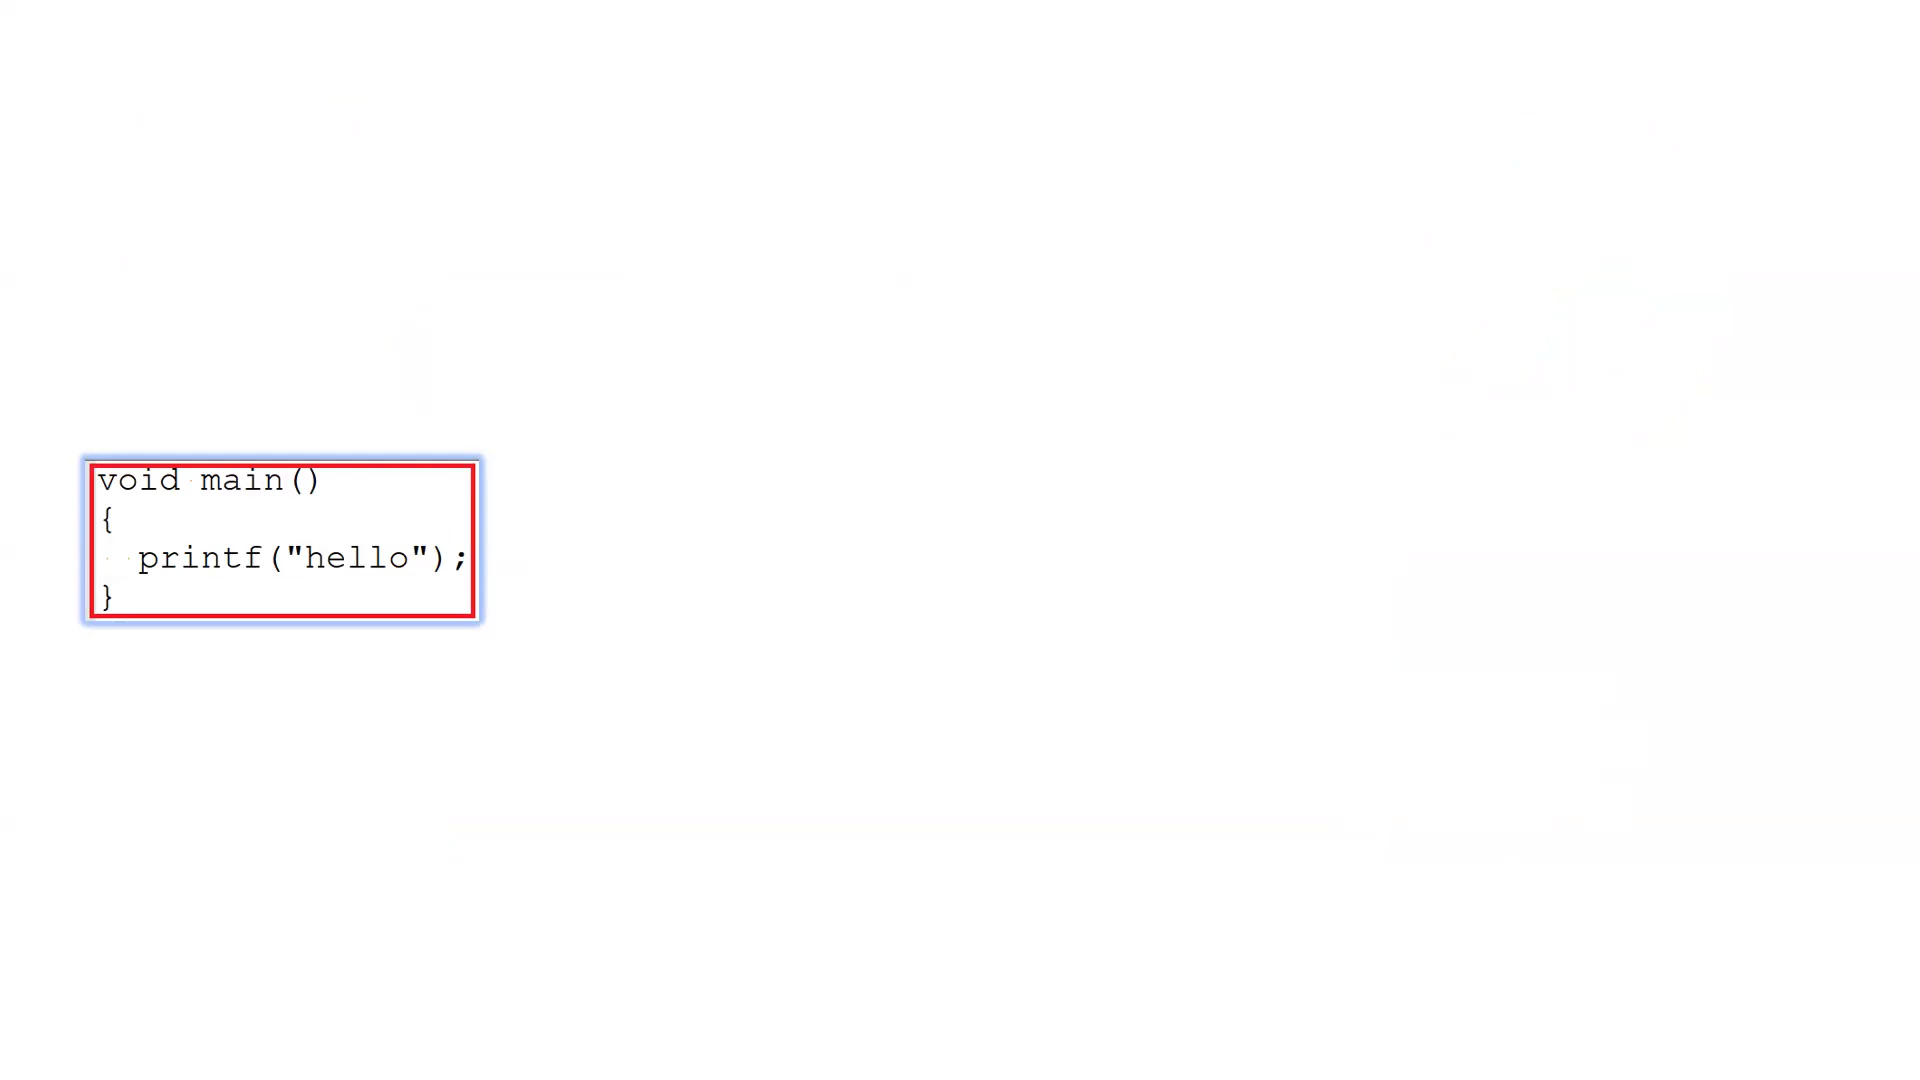 void main()
{
  printf("hello");
}